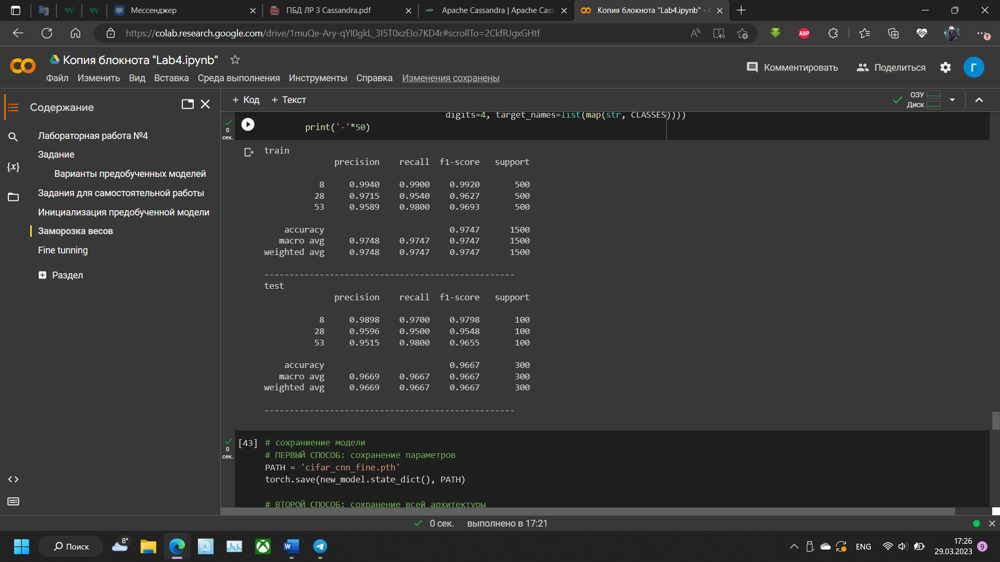 Мессенджер
ПБД ЛР 3 Cassandra.pdf
Apache Cassandra | Apache Cass
Копия блокнота "Lab4.ipynb" - C
https://colab.research.google.com/drive/1muQe-Ary-qYI0gkL_3I5T0xzEIo7KD4r#scrollTo=2CkfRJgxGHtf
ABP
Копия блокнота "Lab4.ipynb"
Файл Изменить Вид Вставка Среда выполнения Инструменты Справка Изменения сохранены
Комментировать
Поделиться
Г
Содержание
Лабораторная работа №4
Задание
Варианты предобученных моделей
Задания для самостоятельной работы
Инициализация предобученной модели
Заморозка весов
Fine tunning
Раздел
+ Код + Текст
ОЗУ
Диск
digits=4, target_names=list(map(str, CLASSES))))
print('-'*50)
0
сек.
train
precision recall f1-score support
8 0.9940 0.9900 0.9920 500
28 0.9715 0.9540 0.9627 500
53 0.9589 0.9800 0.9693 500
accuracy 0.9747 1500
macro avg 0.9748 0.9747 0.9747 1500
weighted avg 0.9748 0.9747 0.9747 1500
--------------------------------------------------
test
precision recall f1-score support
8 0.9898 0.9700 0.9798 100
28 0.9596 0.9500 0.9548 100
53 0.9515 0.9800 0.9655 100
accuracy 0.9667 300
macro avg 0.9669 0.9667 0.9667 300
weighted avg 0.9669 0.9667 0.9667 300
--------------------------------------------------
0
сек.
[43] # сохраниение модели
# ПЕРВЫЙ СПОСОБ: сохранение параметров
PATH = 'cifar_cnn_fine.pth'
torch.save(new_model.state_dict(), PATH)
# ВТОРОЙ СПОСОБ: сохранение всей архитектуры
0 сек. выполнено в 17:21
Поиск
8°
ENG
17:26
29.03.2023
9